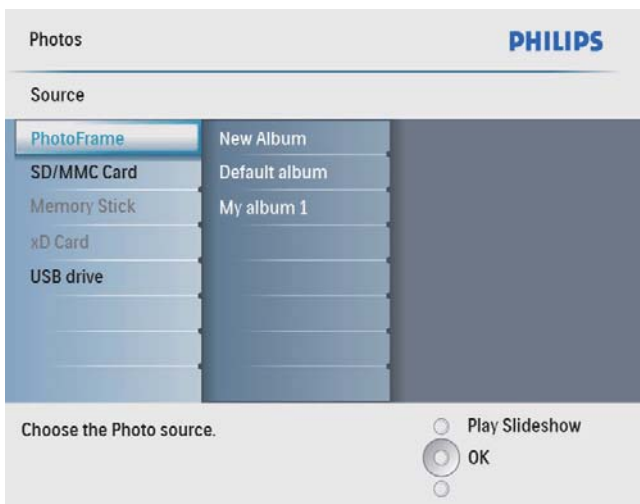 Photos
PHILIPS
Source
PhotoFrame
New Album
SD/MMC Card
Default album
Memory Stick
My album 1
xD Card
USB drive
Choose the Photo source.
Play Slideshow
OK